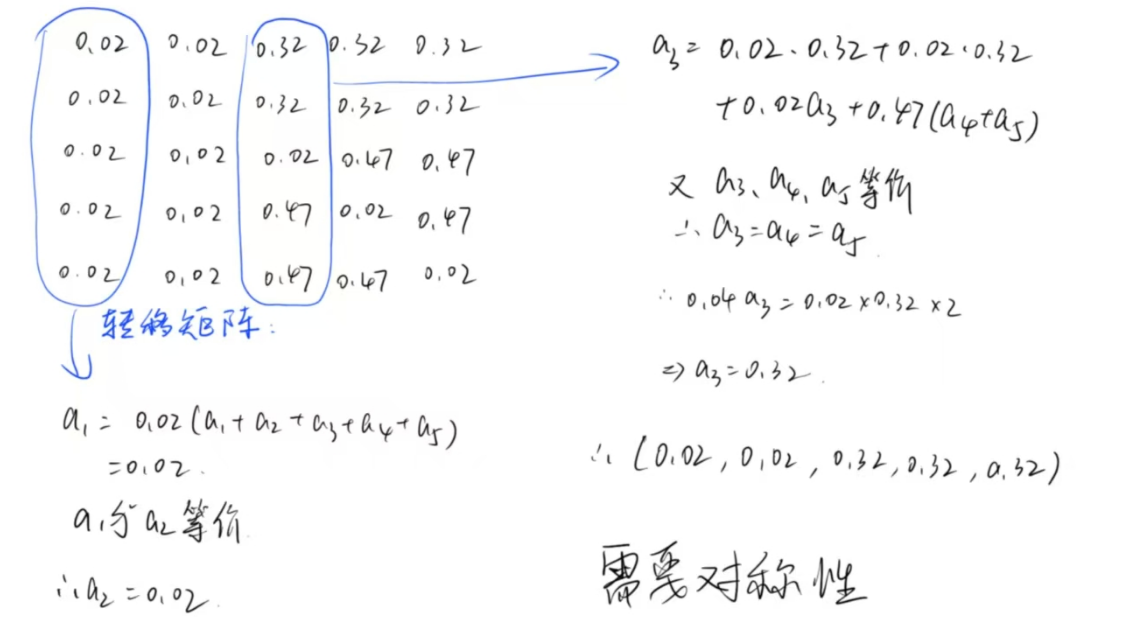 0.02 0.02 0.32 0.32 0.32
0.02 0.02 0.32 0.32 0.32
0.02 0.02 0.02 0.47 0.47
0.02 0.02 0.47 0.02 0.47
0.02 0.02 0.47 0.47 0.02
转移矩阵:
a₁ = 0.02(a₁+a₂+a₃+a₄+a₅)
=0.02.
a₁与a₂等价
∴a₂=0.02.
a₃= 0.02·0.32+0.02·0.32
+0.02a₃+0.47(a₄+a₅)
又 a₃、a₄、a₅等价
∴a₃=a₄=a₅.
∴ 0.04a₃=0.02×0.32×2
⇒a₃=0.32.
∴(0.02, 0.02, 0.32, 0.32, 0.32)
需要对称性